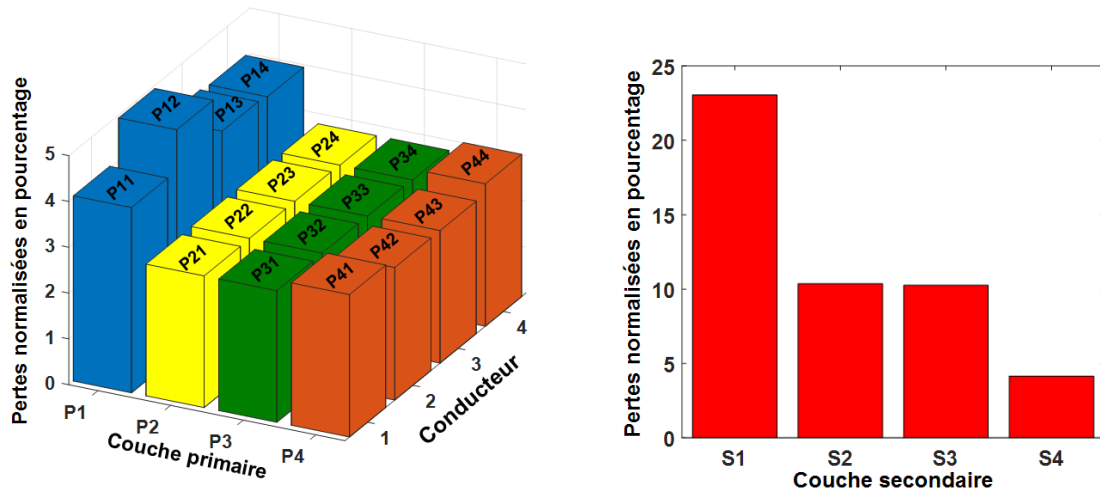 Pertes normalisées en pourcentage
5
4
3
2
1
0
P11
P12
P13
P14
P21
P22
P23
P24
P31
P32
P33
P34
P41
P42
P43
P44
P1
P2
P3
P4
Couche primaire
1
2
3
4
Conducteur
Pertes normalisées en pourcentage
25
20
15
10
5
0
S1
S2
S3
S4
Couche secondaire